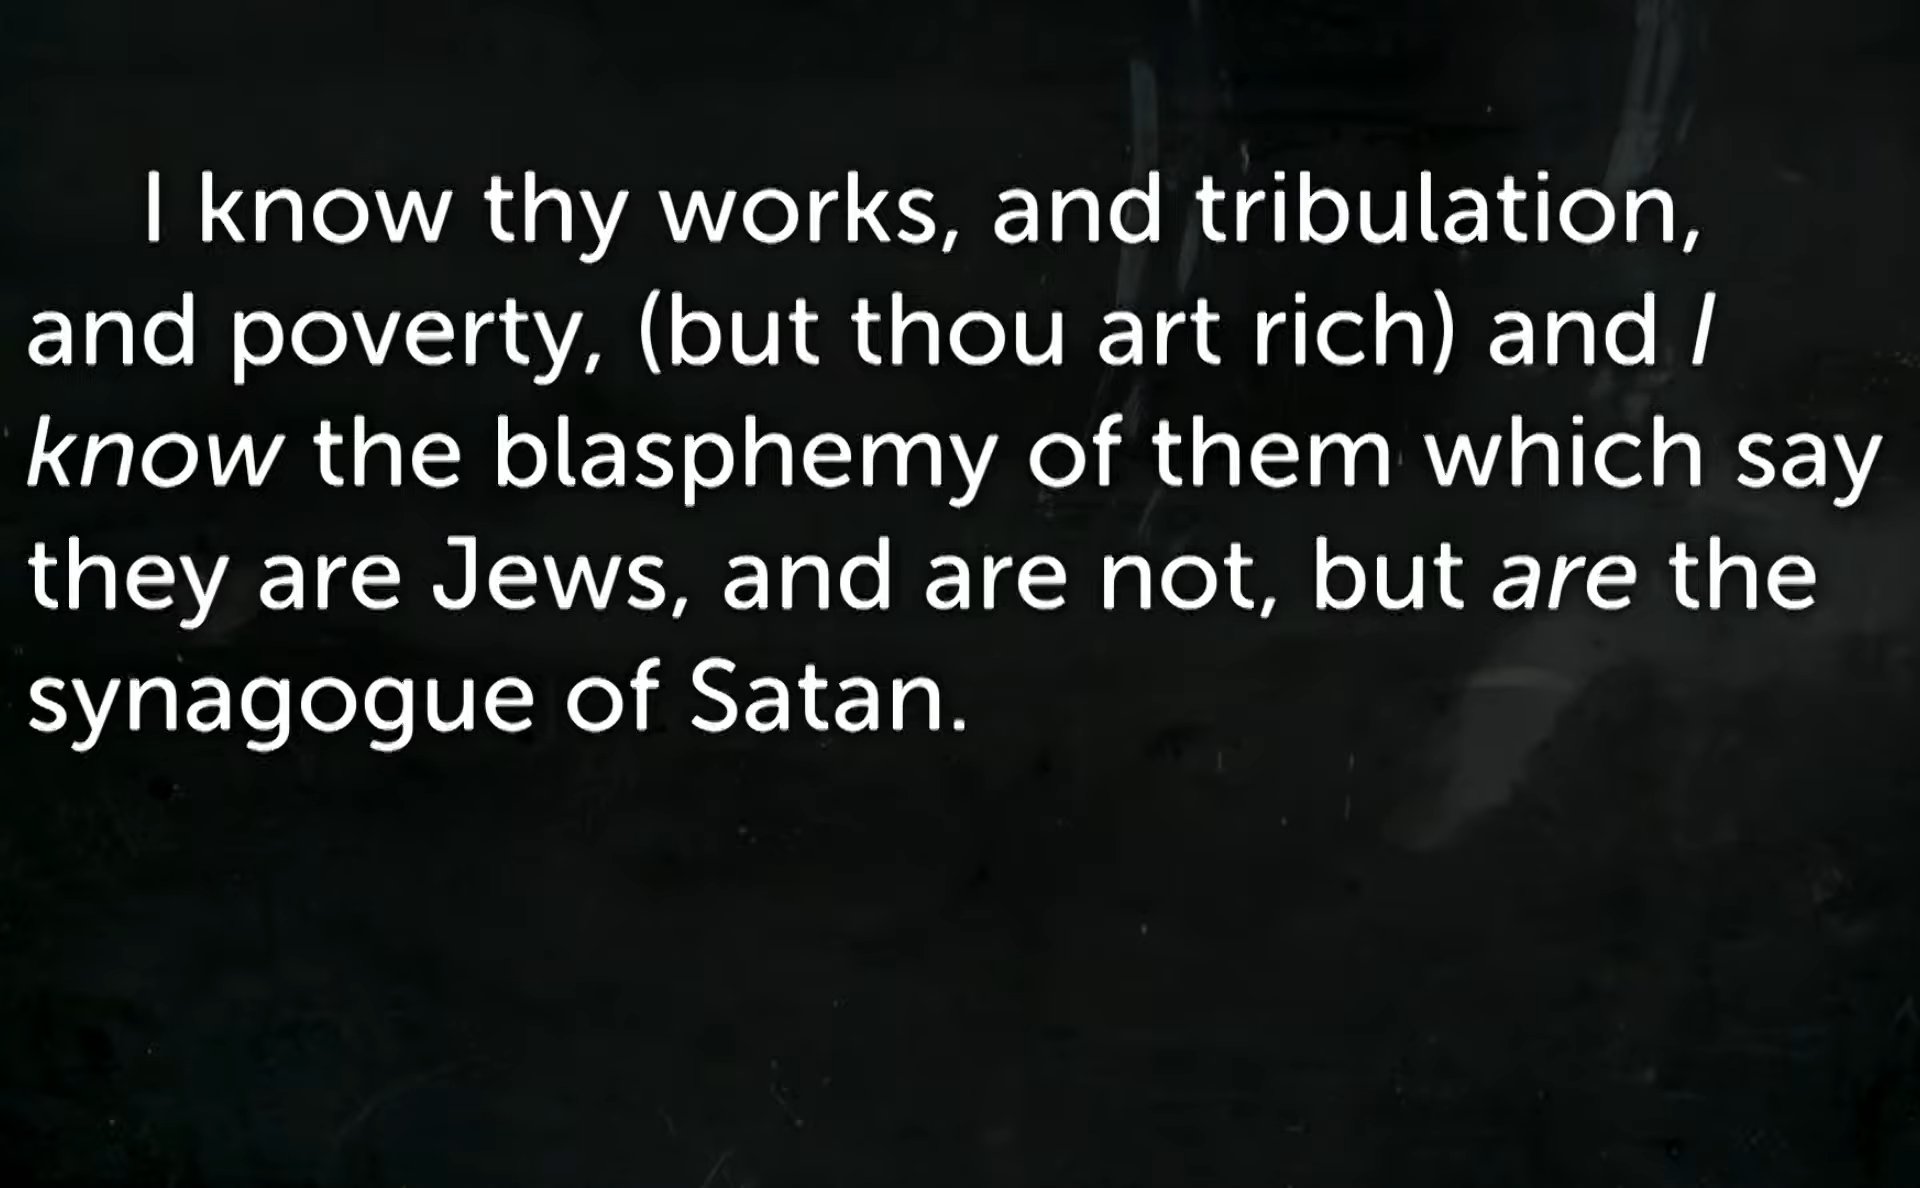 I know thy works, and tribulation,
and poverty, (but thou art rich) and I
know the blasphemy of them which say
they are Jews, and are not, but are the
synagogue of Satan.